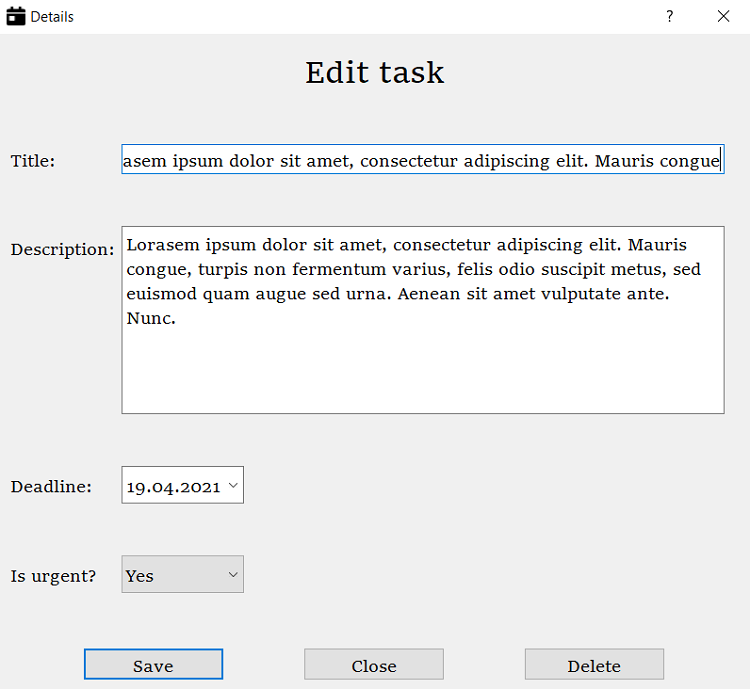 Details
?
Edit task
Title:
asem ipsum dolor sit amet, consectetur adipiscing elit. Mauris congue
Description:
Lorasem ipsum dolor sit amet, consectetur adipiscing elit. Mauris
congue, turpis non fermentum varius, felis odio suscipit metus, sed
euismod quam augue sed urna. Aenean sit amet vulputate ante.
Nunc.
Deadline:
19.04.2021
Is urgent?
Yes
Save
Close
Delete